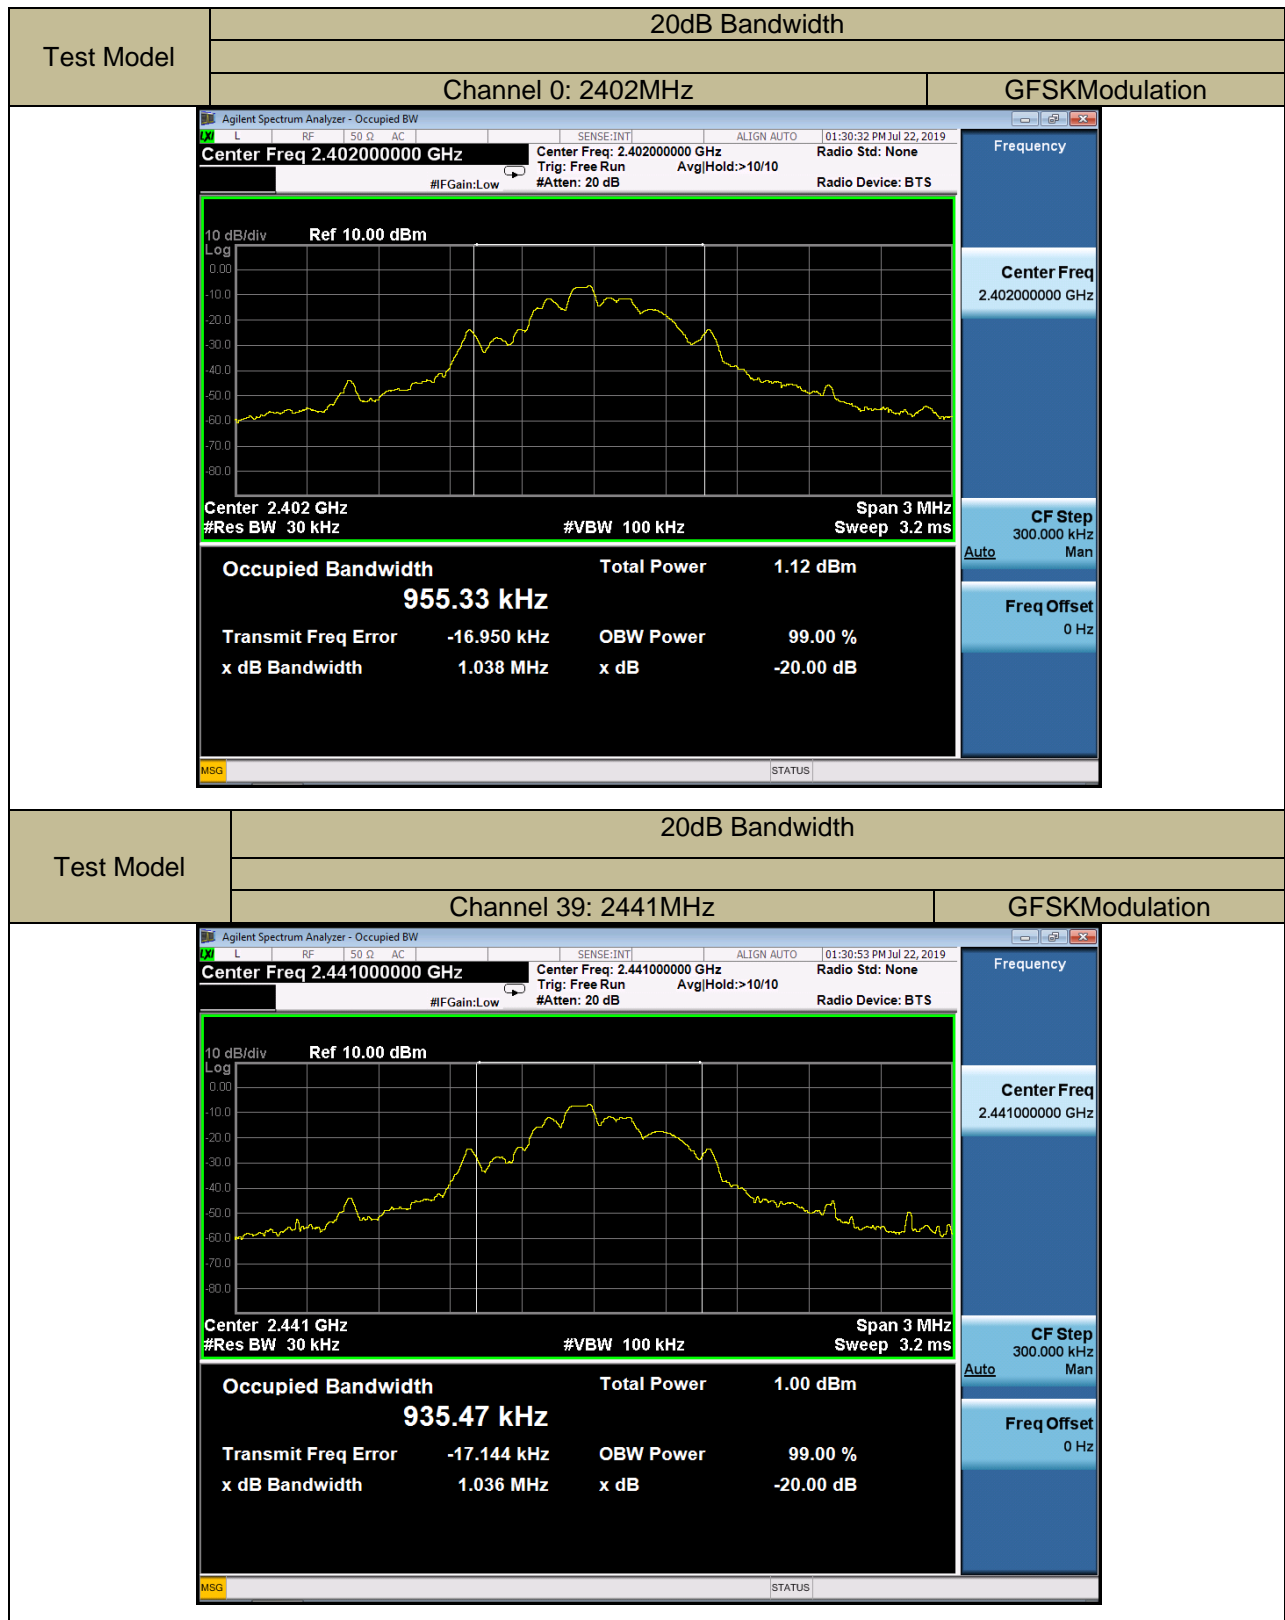 Test Model
20dB Bandwidth
Channel 0: 2402MHz
GFSKModulation
Agilent Spectrum Analyzer - Occupied BW
LXI L RF 50 Ω AC SENSE:INT ALIGN AUTO 01:30:32 PM Jul 22, 2019
Center Freq 2.402000000 GHz
Center Freq: 2.402000000 GHz
Radio Std: None
Trig: Free Run
Avg|Hold:>10/10
#IFGain:Low
#Atten: 20 dB
Radio Device: BTS
Frequency
10 dB/div
Ref 10.00 dBm
Log
0.00
-10.0
-20.0
-30.0
-40.0
-50.0
-60.0
-70.0
-80.0
Center 2.402 GHz
Span 3 MHz
#Res BW 30 kHz
#VBW 100 kHz
Sweep 3.2 ms
Center Freq
2.402000000 GHz
CF Step
300.000 kHz
Auto Man
Freq Offset
0 Hz
Occupied Bandwidth
Total Power 1.12 dBm
955.33 kHz
Transmit Freq Error -16.950 kHz OBW Power 99.00 %
x dB Bandwidth 1.038 MHz x dB -20.00 dB
MSG
STATUS
Test Model
20dB Bandwidth
Channel 39: 2441MHz
GFSKModulation
Agilent Spectrum Analyzer - Occupied BW
LXI L RF 50 Ω AC SENSE:INT ALIGN AUTO 01:30:53 PM Jul 22, 2019
Center Freq 2.441000000 GHz
Center Freq: 2.441000000 GHz
Radio Std: None
Trig: Free Run
Avg|Hold:>10/10
#IFGain:Low
#Atten: 20 dB
Radio Device: BTS
Frequency
10 dB/div
Ref 10.00 dBm
Log
0.00
-10.0
-20.0
-30.0
-40.0
-50.0
-60.0
-70.0
-80.0
Center 2.441 GHz
Span 3 MHz
#Res BW 30 kHz
#VBW 100 kHz
Sweep 3.2 ms
Center Freq
2.441000000 GHz
CF Step
300.000 kHz
Auto Man
Freq Offset
0 Hz
Occupied Bandwidth
Total Power 1.00 dBm
935.47 kHz
Transmit Freq Error -17.144 kHz OBW Power 99.00 %
x dB Bandwidth 1.036 MHz x dB -20.00 dB
MSG
STATUS